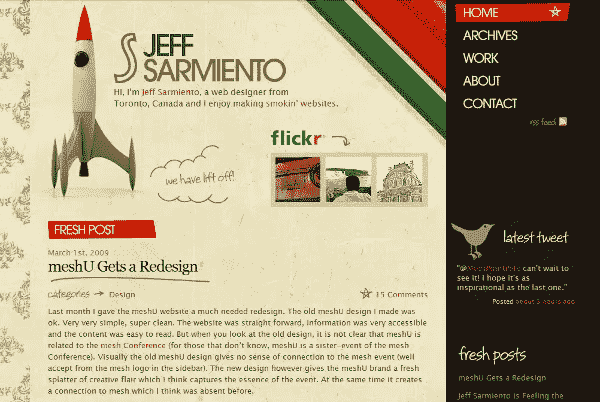 JEFF
SARMIENTO
HI, I'm Jeff Sarmiento, a web designer from
Toronto, Canada and I enjoy making smokin' websites.
flickr
we have lift off!
FRESH POST
March 1st, 2009
meshU Gets a Redesign
categories → Design
15 Comments
Last month I gave the meshU website a much needed redesign. The old meshU design I made was
ok. Very very simple, super clean. The website was straight forward, information was very accessible
and the content was easy to read. But when you look at the old design, it is not clear that meshU is
related to the mesh Conference (for those that don't know, meshU is a sister-event of the mesh
Conference). Visually the old meshU design gives no sense of connection to the mesh event (well
accept from the mesh logo in the sidebar). The new design however gives the meshU brand a fresh
splatter of creative flair which I think captures the essence of the event. At the same time it creates
a connection to mesh which I think was absent before.
HOME
ARCHIVES
WORK
ABOUT
CONTACT
rss feed
latest tweet
can't wait to
see it! I hope it's as
inspirational as the last one."
Posted about 5 hours ago
fresh posts
meshU Gets a Redesign
Jeff Sarmiento is Feeling the